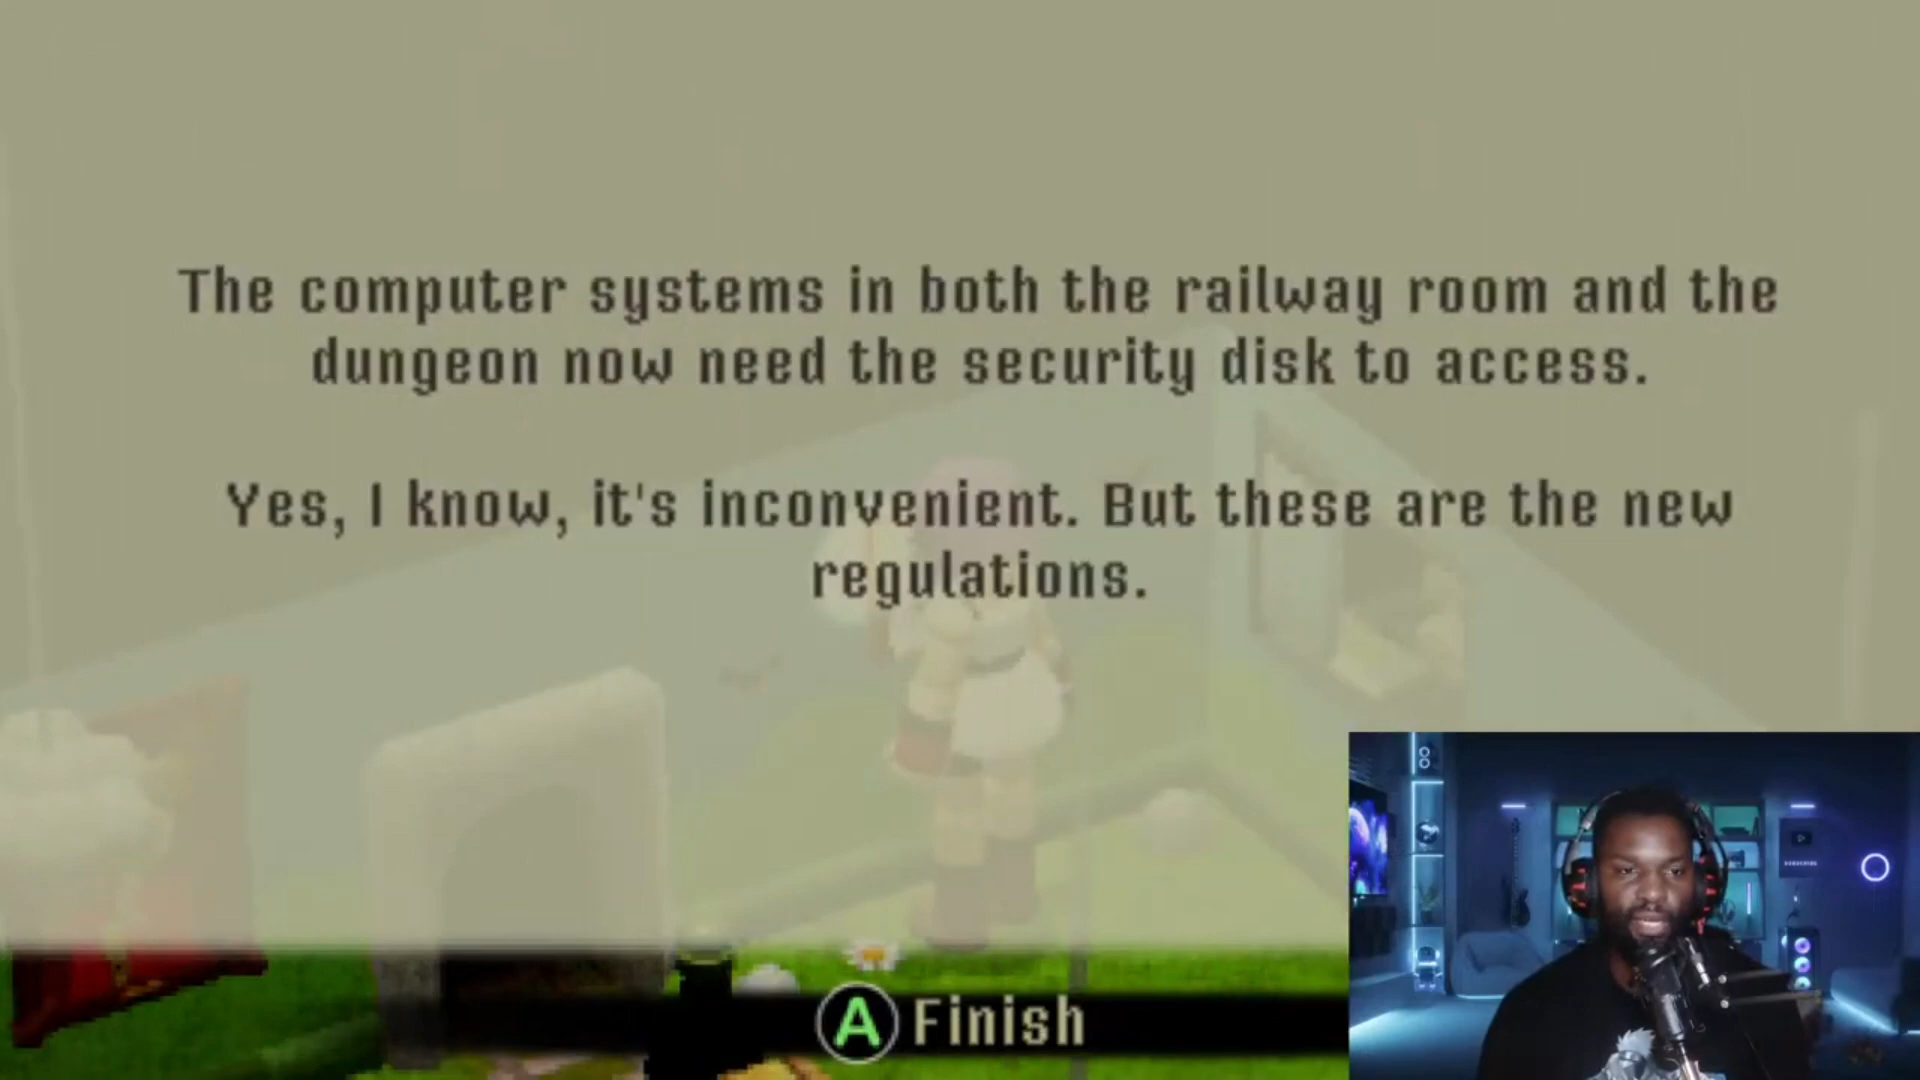 The computer systems in both the railway room and the
dungeon now need the security disk to access.
Yes, I know, it's inconvenient. But these are the new
regulations.
A Finish